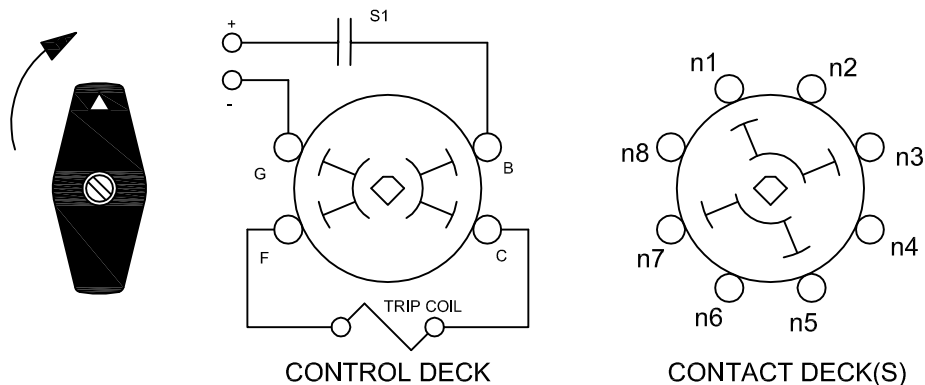 S1
+
-
n1
n2
n8
n3
G
B
F
C
n7
n4
TRIP COIL
n6
n5
CONTROL DECK
CONTACT DECK(S)